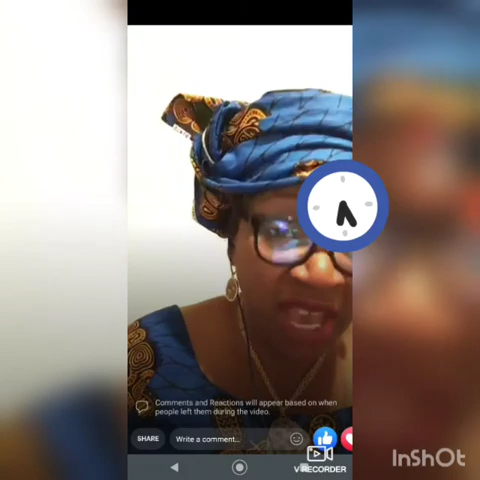 Comments and Reactions will appear based on when
people left them during the video.
SHARE
Write a comment...
V RECORDER
InShOt